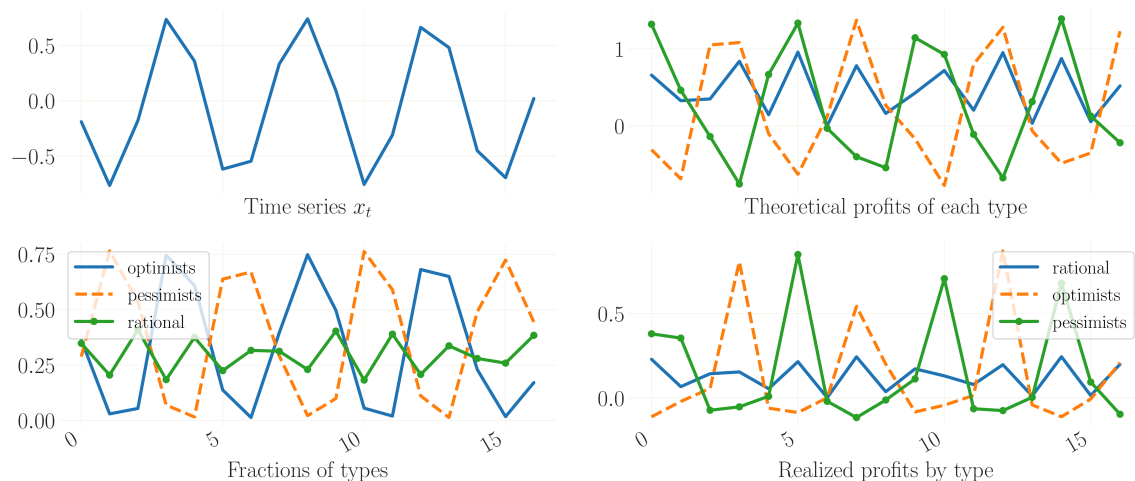 0.5
0.0
−0.5
Time series x_t
1
0
Theoretical profits of each type
0.75
0.50
0.25
0.00
optimists
pessimists
rational
0
5
10
15
Fractions of types
0.5
0.0
rational
optimists
pessimists
0
5
10
15
Realized profits by type